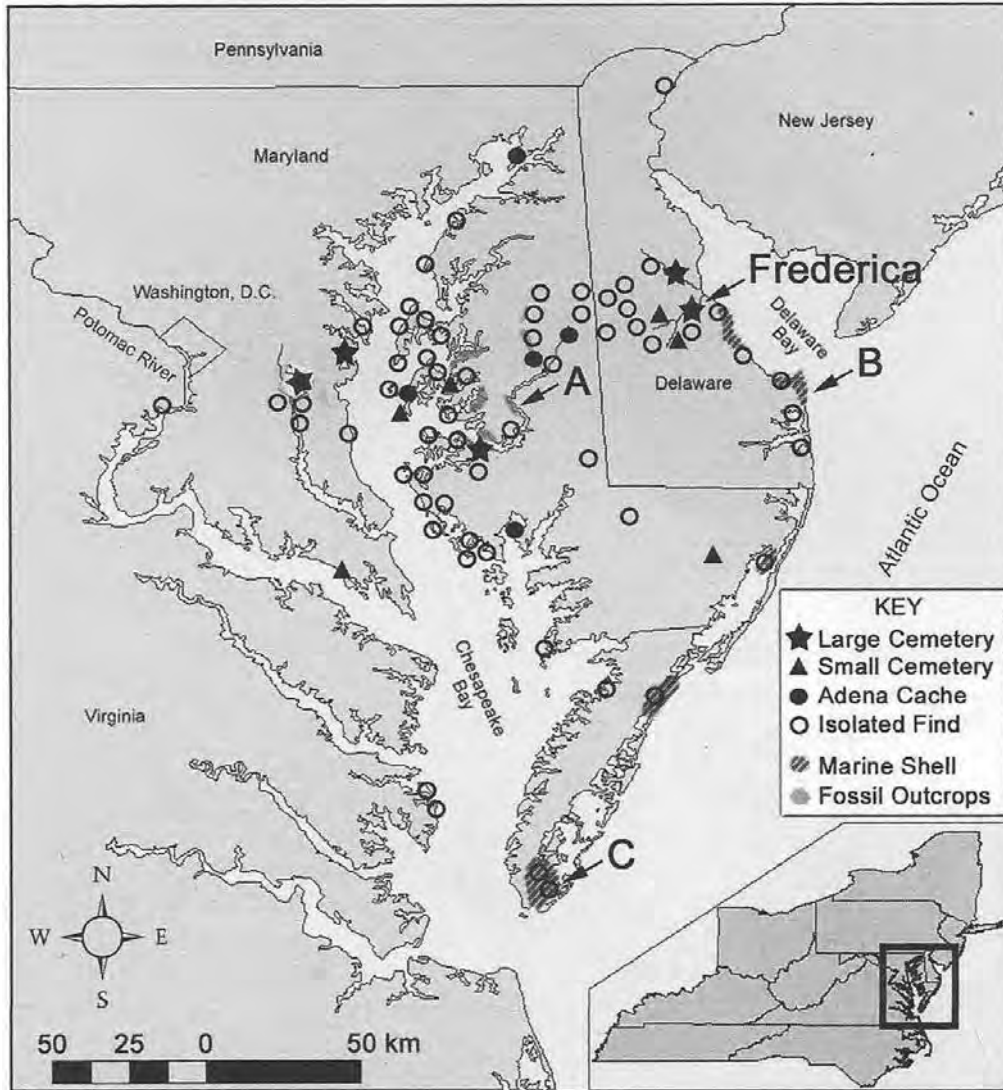 Pennsylvania
New Jersey
Maryland
Washington, D.C.
Frederica
Potomac River
Delaware Bay
B
A
Delaware
Atlantic Ocean
KEY
Large Cemetery
Small Cemetery
Adena Cache
Isolated Find
Marine Shell
Fossil Outcrops
Chesapeake Bay
Virginia
C
N
W E
S
50 25 0 50 km